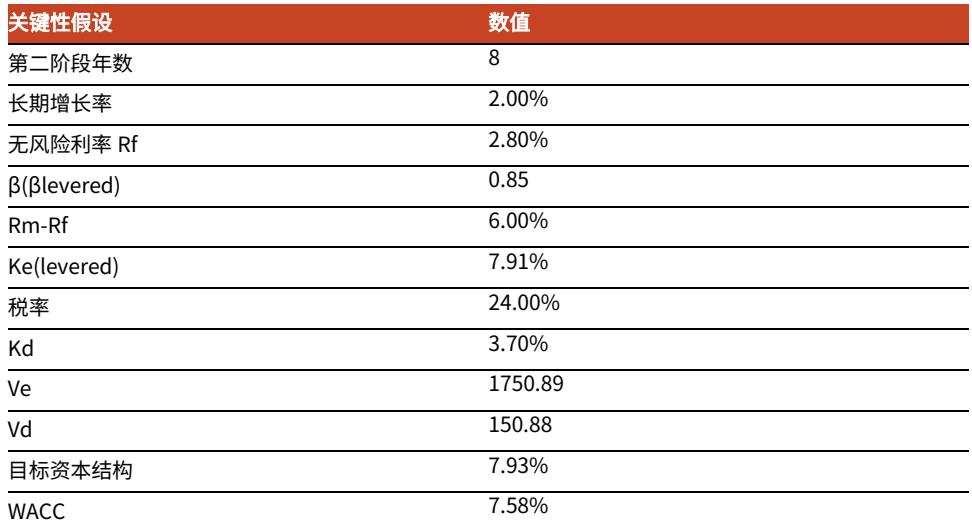 关键性假设 数值
第二阶段年数 8
长期增长率 2.00%
无风险利率 Rf 2.80%
β(βlevered) 0.85
Rm-Rf 6.00%
Ke(levered) 7.91%
税率 24.00%
Kd 3.70%
Ve 1750.89
Vd 150.88
目标资本结构 7.93%
WACC 7.58%